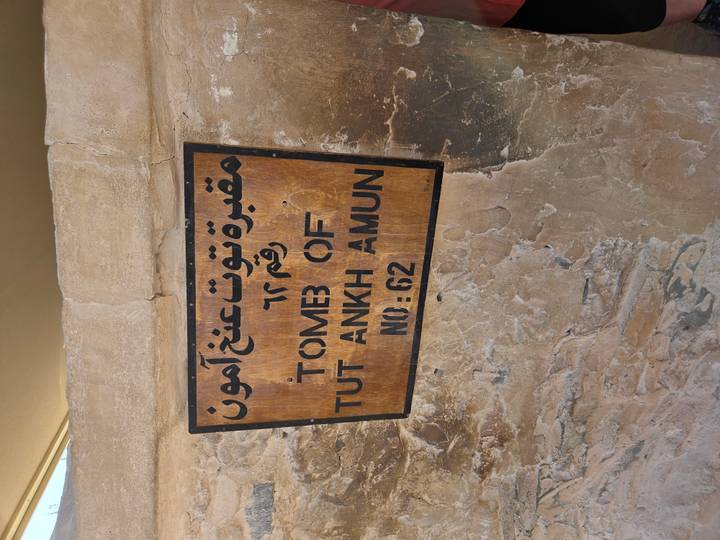 مقبرة توت عنخ آمون
رقم ٦٢
TOMB OF
TUT ANKH AMUN
NO: 62